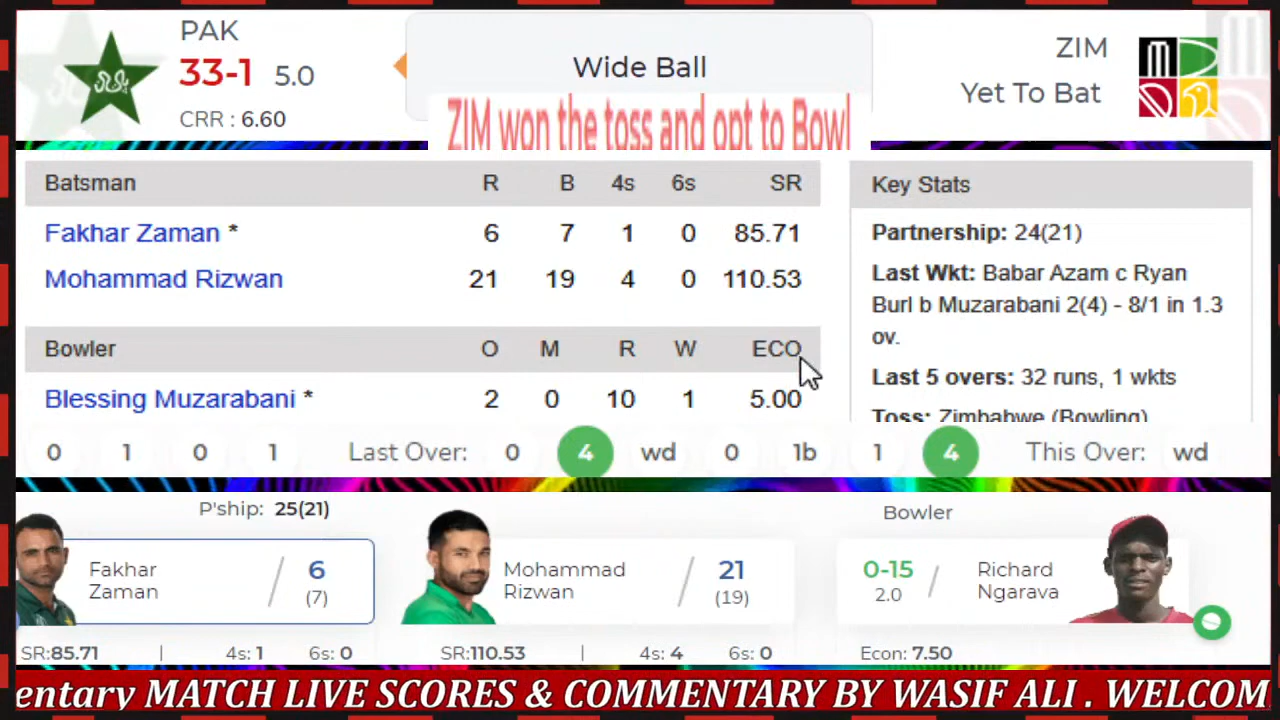 PAK
33-1 5.0
CRR : 6.60
Wide Ball
ZIM won the toss and opt to Bowl
ZIM
Yet To Bat
Batsman R B 4s 6s SR
Fakhar Zaman * 6 7 1 0 85.71
Mohammad Rizwan 21 19 4 0 110.53
Bowler O M R W ECO
Blessing Muzarabani * 2 0 10 1 5.00
Key Stats
Partnership: 24(21)
Last Wkt: Babar Azam c Ryan
Burl b Muzarabani 2(4) - 8/1 in 1.3
ov.
Last 5 overs: 32 runs, 1 wkts
Toss: Zimbabwe (Bowling)
0 1 0 1 Last Over: 0 4 wd 0 1b 1 4 This Over: wd
P'ship: 25(21)
Fakhar
Zaman
/ 6
(7)
SR:85.71 | 4s: 1 6s: 0
Mohammad
Rizwan
/ 21
(19)
SR:110.53 | 4s: 4 6s: 0
Bowler
0-15
2.0
/ Richard
Ngarava
Econ: 7.50
entary MATCH LIVE SCORES & COMMENTARY BY WASIF ALI . WELCOM